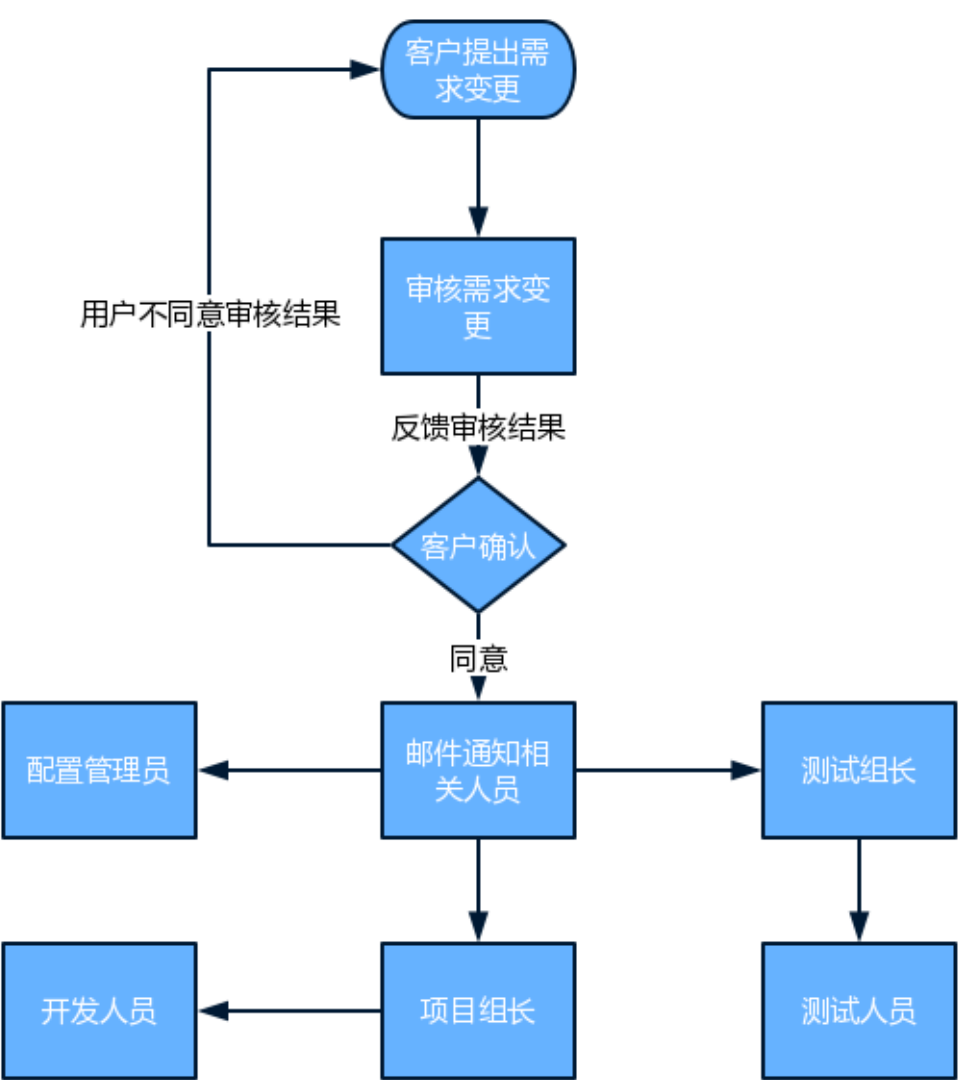 客户提出需
求变更
审核需求变
更
用户不同意审核结果
反馈审核结果
客户确认
同意
配置管理员
邮件通知相
关人员
测试组长
开发人员
项目组长
测试人员